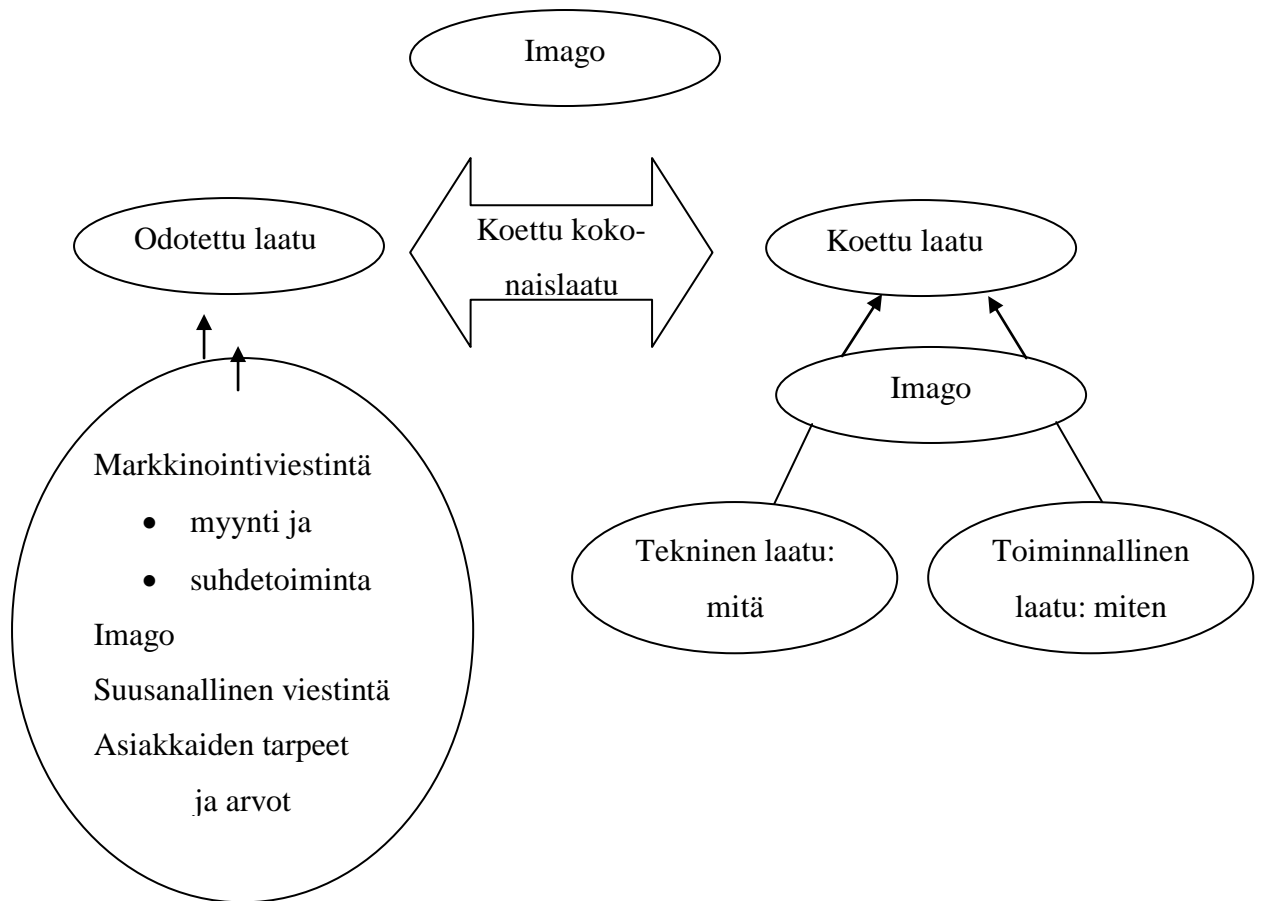 Imago
Odotettu laatu
Koettu koko-
naislaatu
Koettu laatu
Imago
Markkinointiviestintä
• myynti ja
• suhdetoiminta
Imago
Suusanallinen viestintä
Asiakkaiden tarpeet
ja arvot
Tekninen laatu:
mitä
Toiminnallinen
laatu: miten